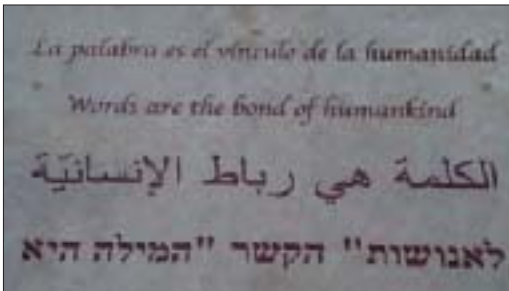 La palabra es el vínculo de la humanidad
Words are the bond of humankind
الكلمة هي رباط الإنسانيّة
לאנושות" הקשר "המילה היא